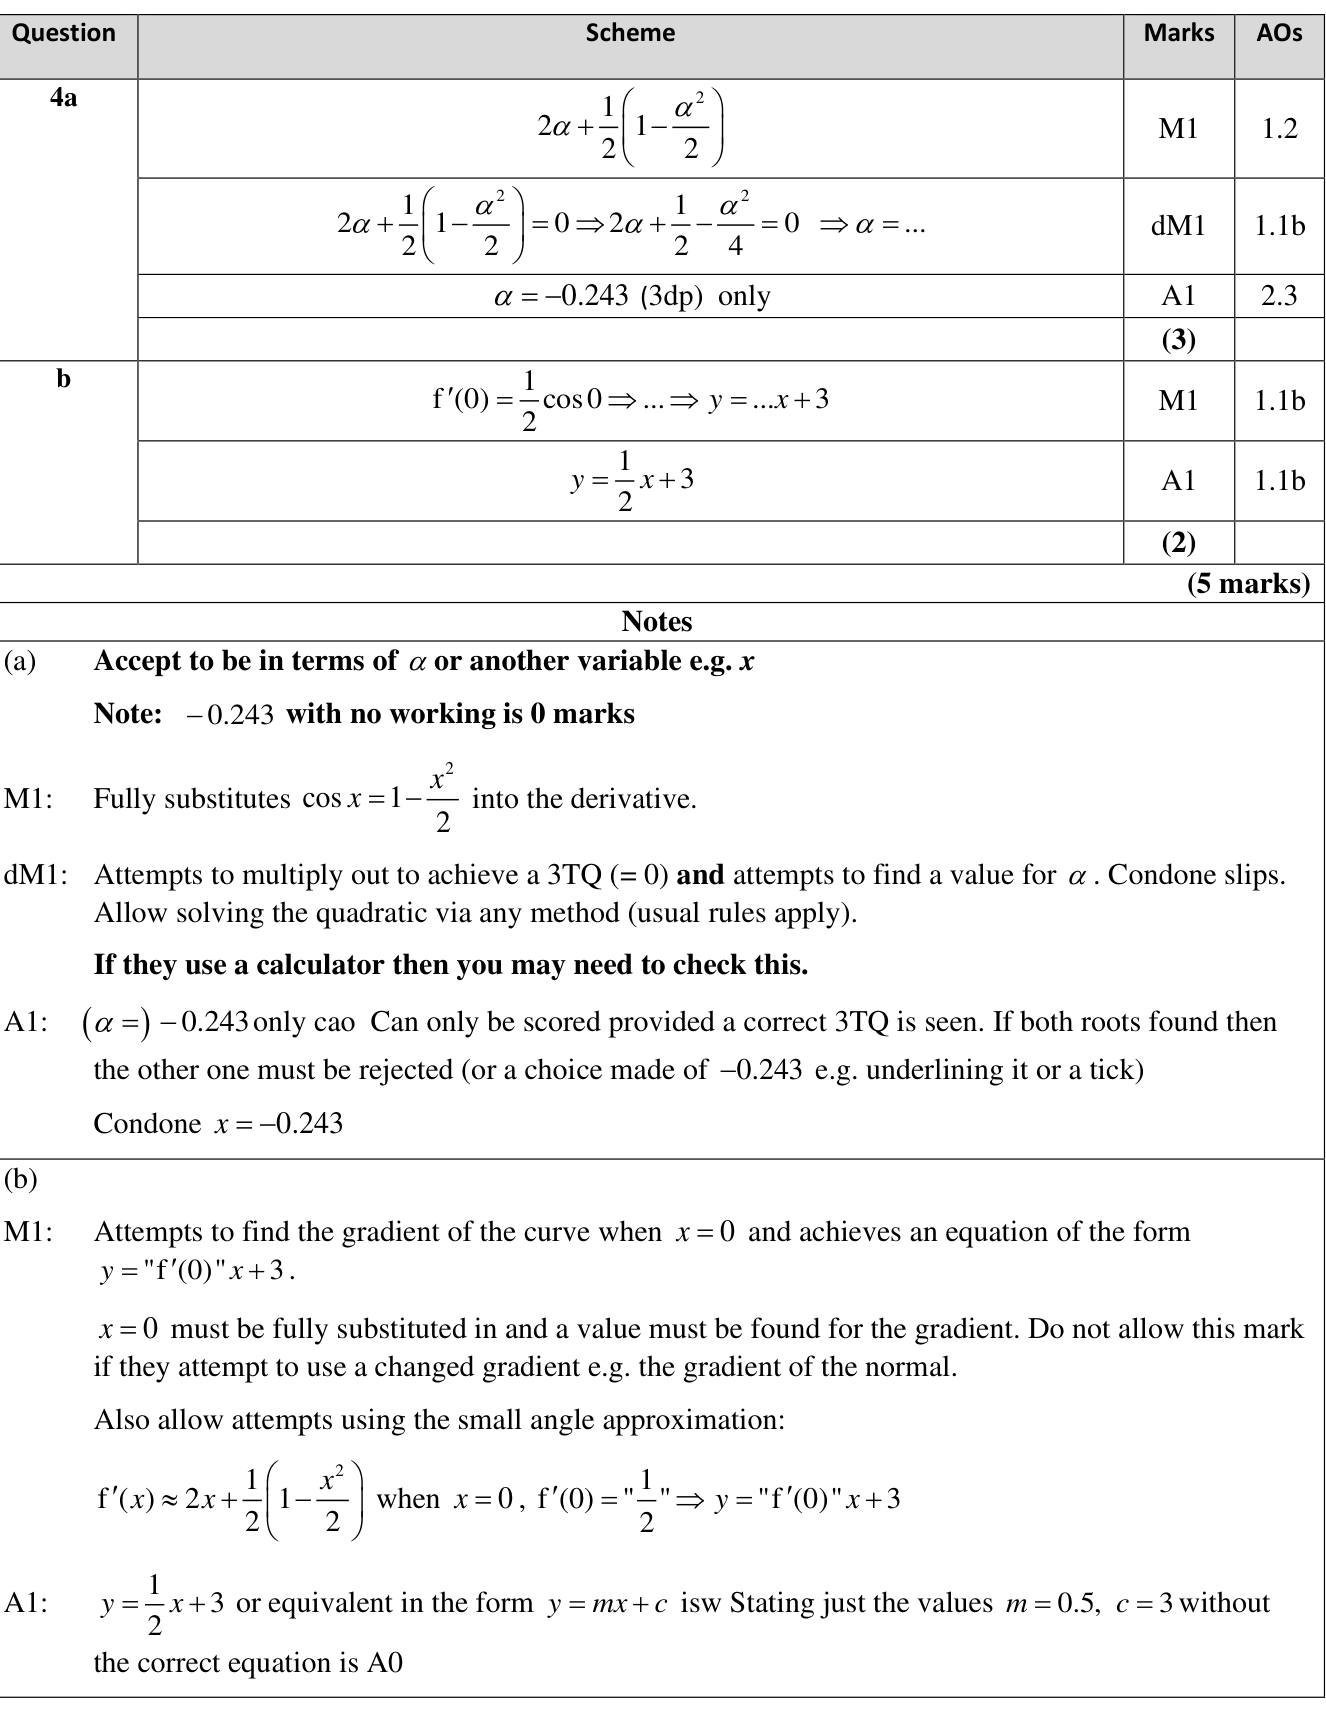 Question Scheme Marks AOs
4a 2α + 1/2(1 − α²/2) M1 1.2
2α + 1/2(1 − α²/2) = 0 ⇒ 2α + 1/2 − α²/4 = 0 ⇒ α = ... dM1 1.1b
α = −0.243 (3dp) only A1 2.3
(3)
b f′(0) = 1/2 cos 0 ⇒ ... ⇒ y = ...x + 3 M1 1.1b
y = 1/2 x + 3 A1 1.1b
(2)
(5 marks)
Notes
(a) Accept to be in terms of α or another variable e.g. x
Note: −0.243 with no working is 0 marks
M1: Fully substitutes cos x = 1 − x²/2 into the derivative.
dM1: Attempts to multiply out to achieve a 3TQ (= 0) and attempts to find a value for α. Condone slips.
Allow solving the quadratic via any method (usual rules apply).
If they use a calculator then you may need to check this.
A1: (α =) −0.243 only cao Can only be scored provided a correct 3TQ is seen. If both roots found then
the other one must be rejected (or a choice made of −0.243 e.g. underlining it or a tick)
Condone x = −0.243
(b)
M1: Attempts to find the gradient of the curve when x = 0 and achieves an equation of the form
y = "f′(0)"x + 3.
x = 0 must be fully substituted in and a value must be found for the gradient. Do not allow this mark
if they attempt to use a changed gradient e.g. the gradient of the normal.
Also allow attempts using the small angle approximation:
f′(x) ≈ 2x + 1/2(1 − x²/2) when x = 0, f′(0) = "1/2" ⇒ y = "f′(0)"x + 3
A1: y = 1/2 x + 3 or equivalent in the form y = mx + c isw Stating just the values m = 0.5, c = 3 without
the correct equation is A0